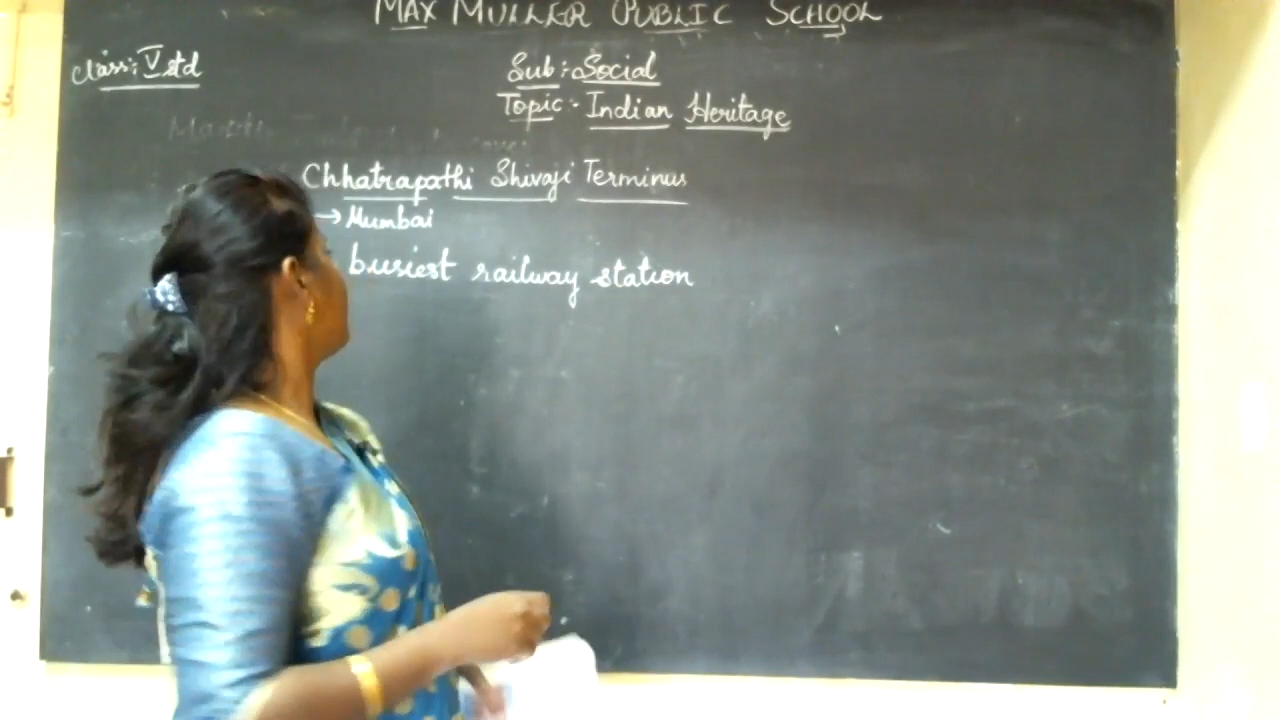 MAX MULLER PUBLIC SCHOOL
Class: V std
Sub:- Social
Topic:- Indian Heritage
Chhatrapathi Shivaji Terminus
→ Mumbai
busiest railway station